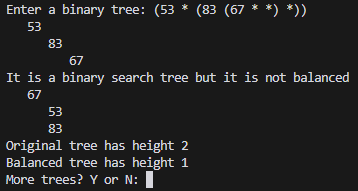 Enter a binary tree: (53 * (83 (67 * *) *))
53
83
67
It is a binary search tree but it is not balanced
67
53
83
Original tree has height 2
Balanced tree has height 1
More trees? Y or N: